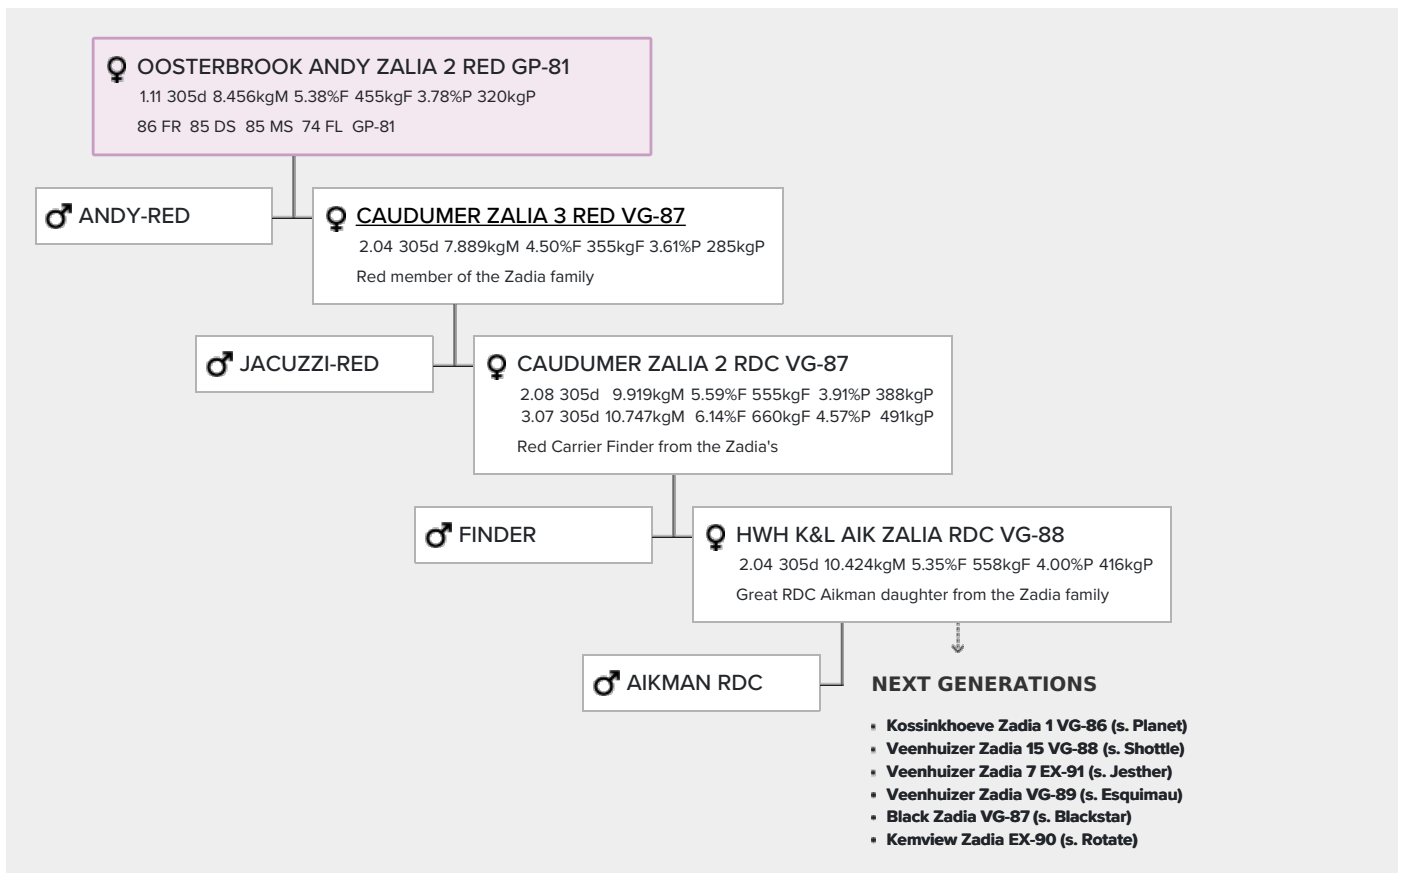 OOSTERBROOK ANDY ZALIA 2 RED GP-81
1.11 305d 8.456kgM 5.38%F 455kgF 3.78%P 320kgP
86 FR 85 DS 85 MS 74 FL GP-81
ANDY-RED
CAUDUMER ZALIA 3 RED VG-87
2.04 305d 7.889kgM 4.50%F 355kgF 3.61%P 285kgP
Red member of the Zadia family
JACUZZI-RED
CAUDUMER ZALIA 2 RDC VG-87
2.08 305d 9.919kgM 5.59%F 555kgF 3.91%P 388kgP
3.07 305d 10.747kgM 6.14%F 660kgF 4.57%P 491kgP
Red Carrier Finder from the Zadia's
FINDER
HWH K&L AIK ZALIA RDC VG-88
2.04 305d 10.424kgM 5.35%F 558kgF 4.00%P 416kgP
Great RDC Aikman daughter from the Zadia family
AIKMAN RDC
NEXT GENERATIONS
• Kossinkhoeve Zadia 1 VG-86 (s. Planet)
• Veenhuizer Zadia 15 VG-88 (s. Shottle)
• Veenhuizer Zadia 7 EX-91 (s. Jesther)
• Veenhuizer Zadia VG-89 (s. Esquimau)
• Black Zadia VG-87 (s. Blackstar)
• Kemview Zadia EX-90 (s. Rotate)